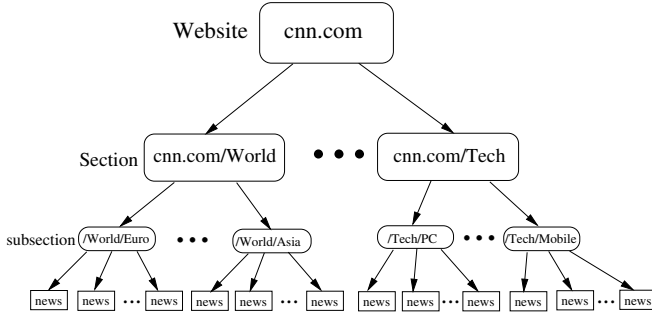 Website cnn.com
Section cnn.com/World ••• cnn.com/Tech
subsection /World/Euro ••• /World/Asia /Tech/PC ••• /Tech/Mobile
news news ••• news news news ••• news news news ••• news news news ••• news